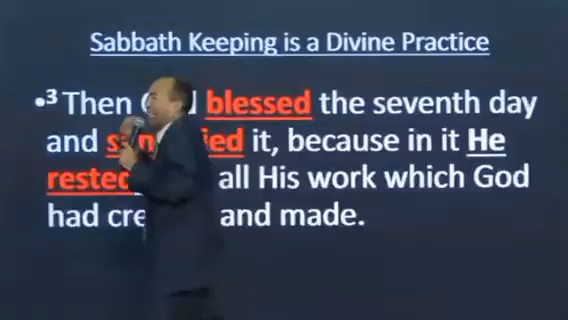 Sabbath Keeping is a Divine Practice
•³ Then blessed the seventh day
and it, because in it He
all His work which God
had and made.